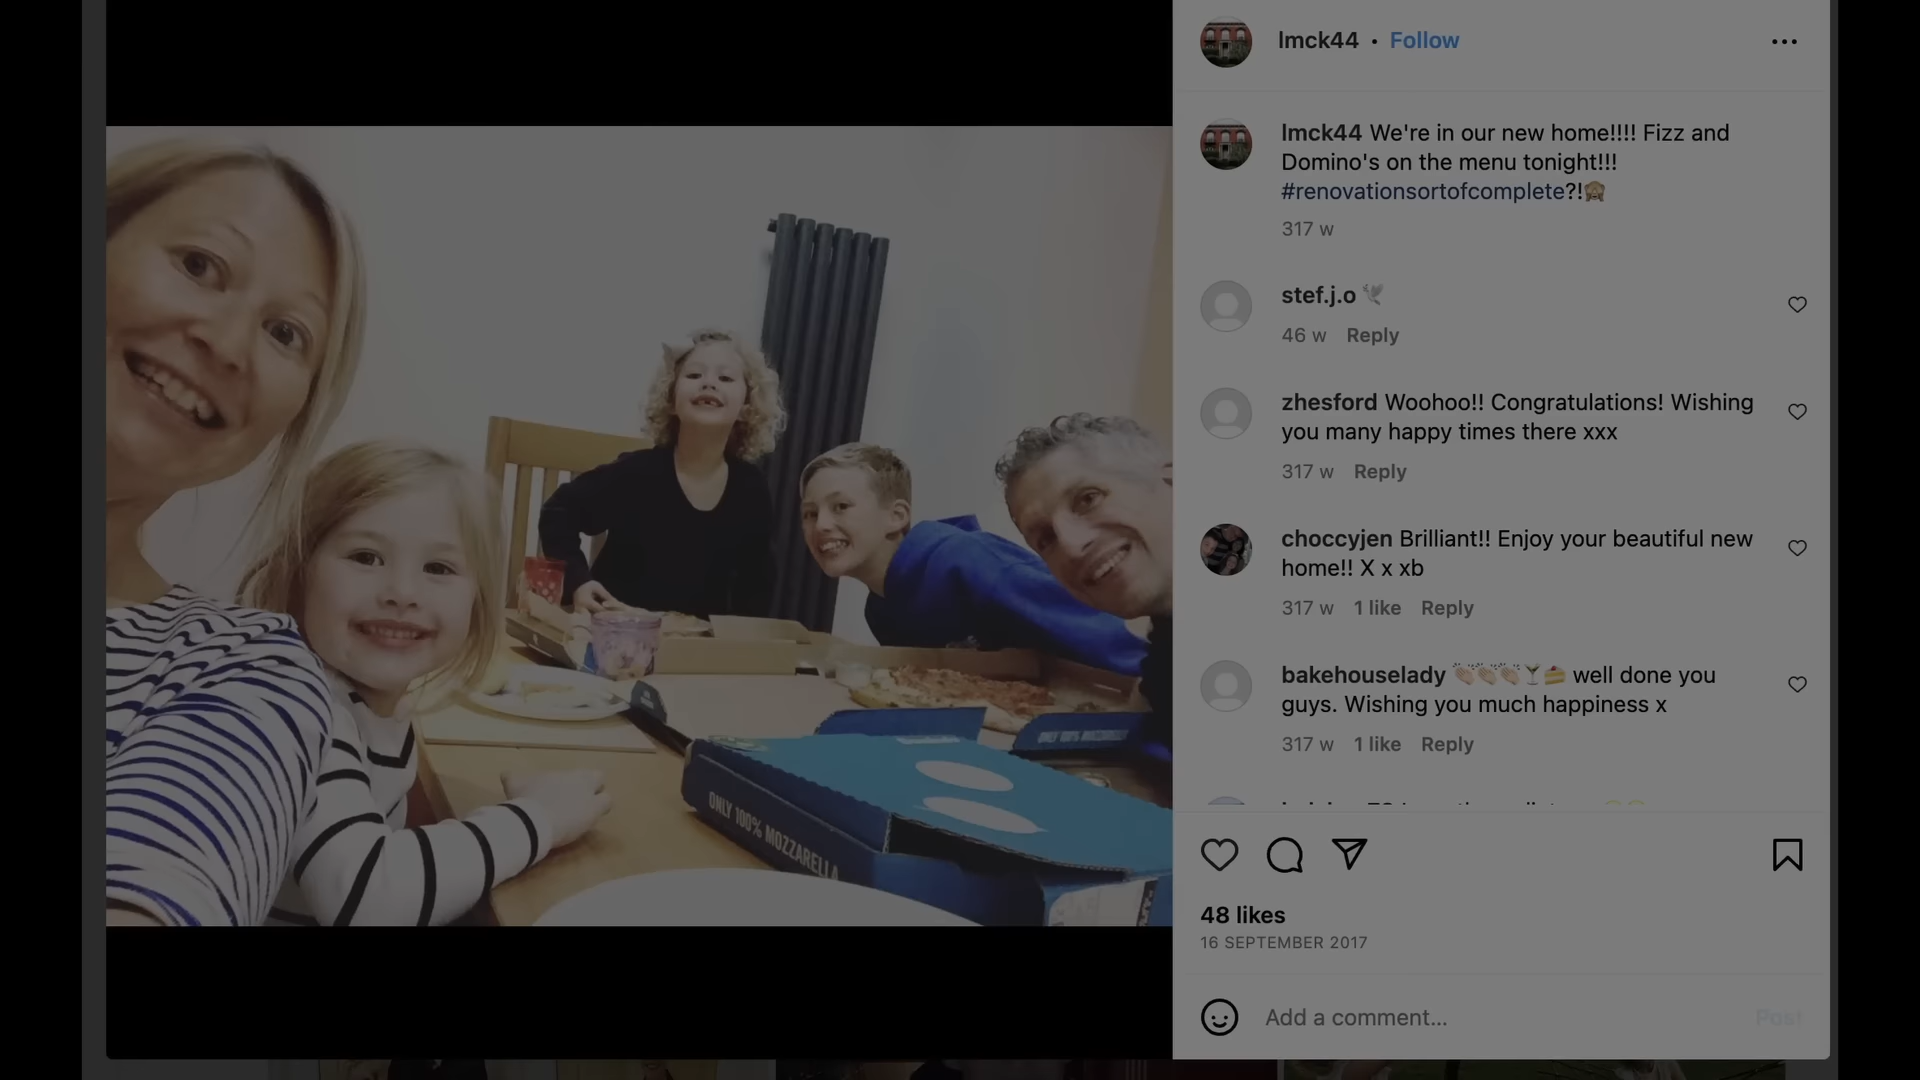 lmck44 • Follow
lmck44 We're in our new home!!!! Fizz and
Domino's on the menu tonight!!!
#renovationsortofcomplete?!🙈
317 w
stef.j.o 🕊
46 w Reply
zhesford Woohoo!! Congratulations! Wishing
you many happy times there xxx
317 w Reply
choccyjen Brilliant!! Enjoy your beautiful new
home!! X x xb
317 w 1 like Reply
bakehouselady 👏🏻👏🏻👏🏻🍸🍰 well done you
guys. Wishing you much happiness x
317 w 1 like Reply
48 likes
16 SEPTEMBER 2017
Add a comment...
Post
ONLY 100% MOZZARELLA
ONLY 100% MOZZARELLA